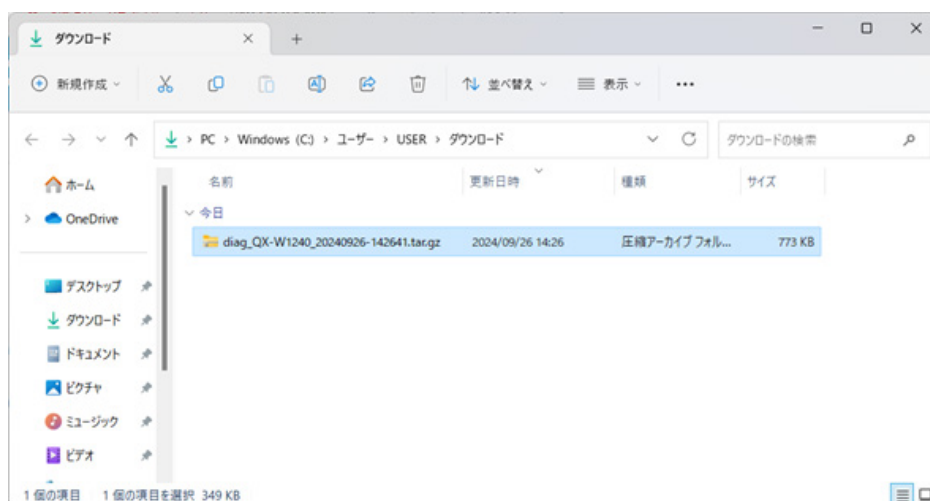 ダウンロード
新規作成
並べ替え
表示
PC > Windows (C:) > ユーザー > USER > ダウンロード
ダウンロードの検索
ホーム
OneDrive
デスクトップ
ダウンロード
ドキュメント
ピクチャ
ミュージック
ビデオ
名前 更新日時 種類 サイズ
今日
diag_QX-W1240_20240926-142641.tar.gz 2024/09/26 14:26 圧縮アーカイブ フォル... 773 KB
1 個の項目 1 個の項目を選択 349 KB